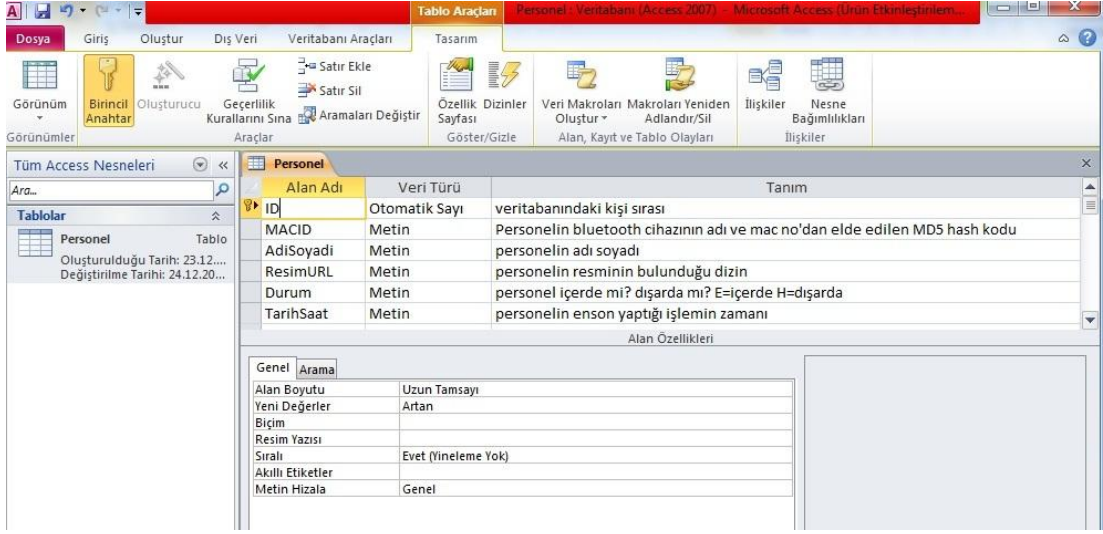 Tablo Araçları Personel : Veritabanı (Access 2007) - Microsoft Access (Ürün Etkinleştirilem...
Dosya Giriş Oluştur Dış Veri Veritabanı Araçları Tasarım
Görünüm
Birincil Anahtar
Oluşturucu
Geçerlilik Kurallarını Sına
Satır Ekle
Satır Sil
Aramaları Değiştir
Özellik Sayfası
Dizinler
Veri Makroları Oluştur
Makroları Yeniden Adlandır/Sil
İlişkiler
Nesne Bağımlılıkları
Görünümler Araçlar Göster/Gizle Alan, Kayıt ve Tablo Olayları İlişkiler
Tüm Access Nesneleri
Ara...
Tablolar
Personel Tablo
Oluşturulduğu Tarih: 23.12....
Değiştirilme Tarihi: 24.12.20...
Personel
Alan Adı Veri Türü Tanım
ID Otomatik Sayı veritabanındaki kişi sırası
MACID Metin Personelin bluetooth cihazının adı ve mac no'dan elde edilen MD5 hash kodu
AdiSoyadi Metin personelin adı soyadı
ResimURL Metin personelin resminin bulunduğu dizin
Durum Metin personel içerde mi? dışarda mı? E=içerde H=dışarda
TarihSaat Metin personelin enson yaptığı işlemin zamanı
Alan Özellikleri
Genel Arama
Alan Boyutu Uzun Tamsayı
Yeni Değerler Artan
Biçim
Resim Yazısı
Sıralı Evet (Yineleme Yok)
Akıllı Etiketler
Metin Hizala Genel